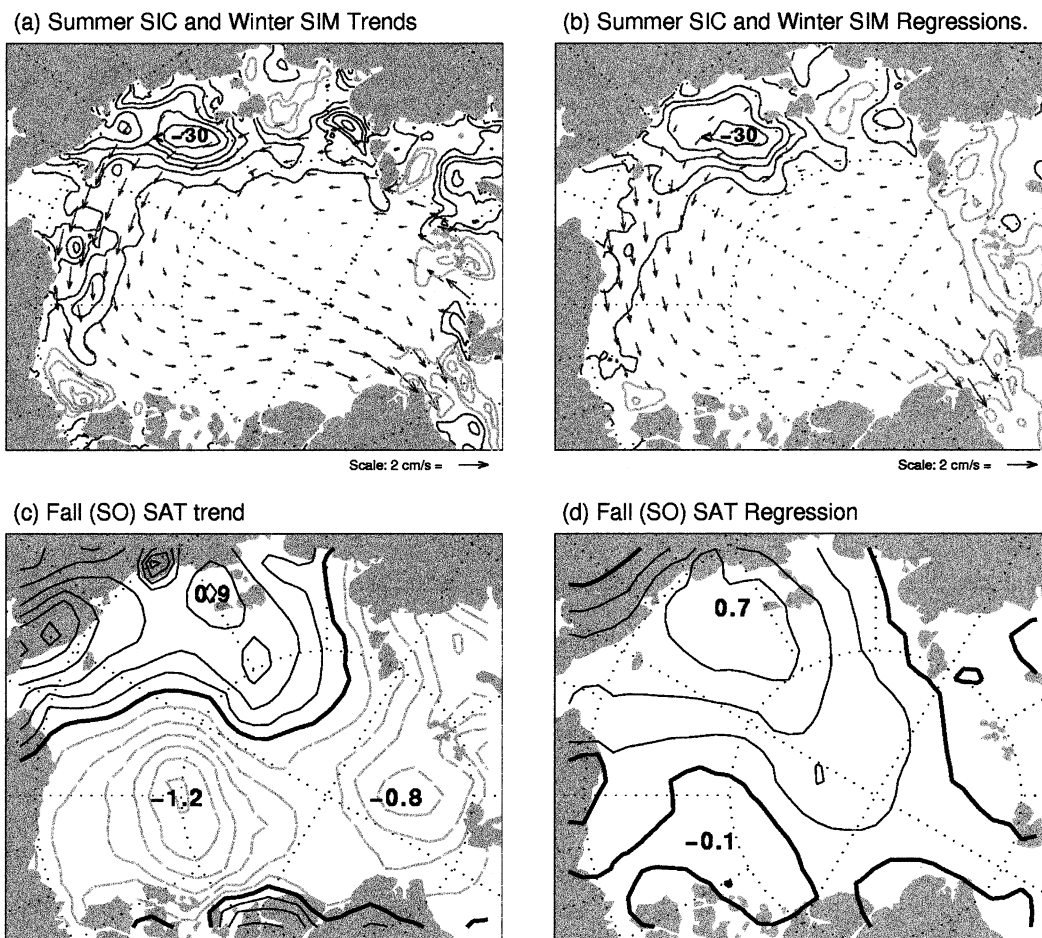 (a) Summer SIC and Winter SIM Trends
(b) Summer SIC and Winter SIM Regressions.
-30
-30
Scale: 2 cm/s =
Scale: 2 cm/s =
(c) Fall (SO) SAT trend
(d) Fall (SO) SAT Regression
0.9
0.7
-1.2
-0.8
-0.1